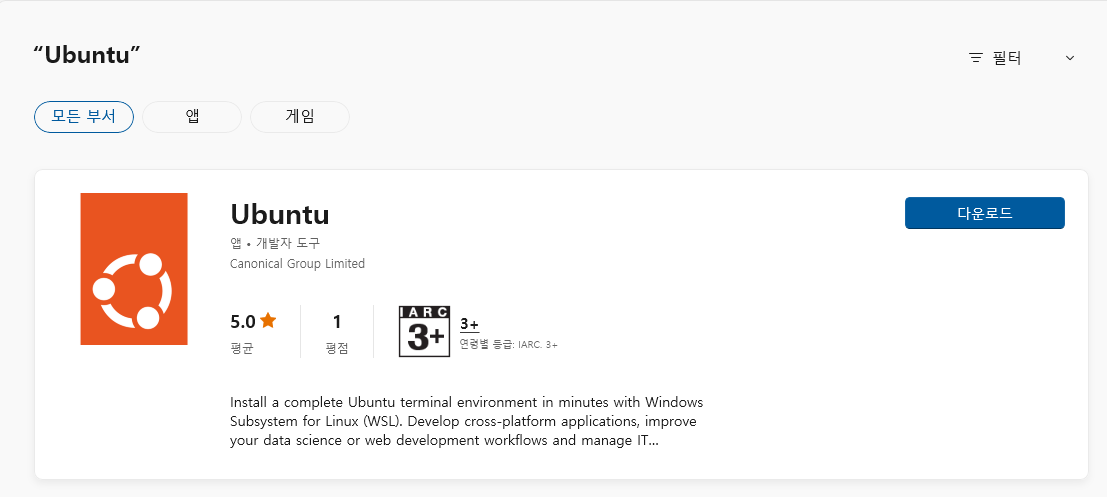 “Ubuntu”
필터
모든 부서
앱
게임
Ubuntu
다운로드
앱 • 개발자 도구
Canonical Group Limited
5.0
평균
1
평점
IARC
3+
3+
연령별 등급: IARC. 3+
Install a complete Ubuntu terminal environment in minutes with Windows
Subsystem for Linux (WSL). Develop cross-platform applications, improve
your data science or web development workflows and manage IT...